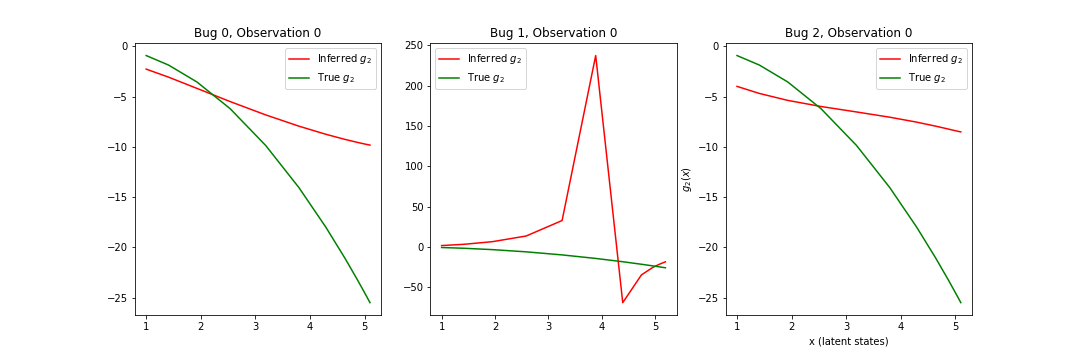 Bug 0, Observation 0
Inferred g₂
True g₂
0
−5
−10
−15
−20
−25
1 2 3 4 5
Bug 1, Observation 0
Inferred g₂
True g₂
250
200
150
100
50
0
−50
1 2 3 4 5
Bug 2, Observation 0
Inferred g₂
True g₂
g₂(x)
0
−5
−10
−15
−20
−25
1 2 3 4 5
x (latent states)